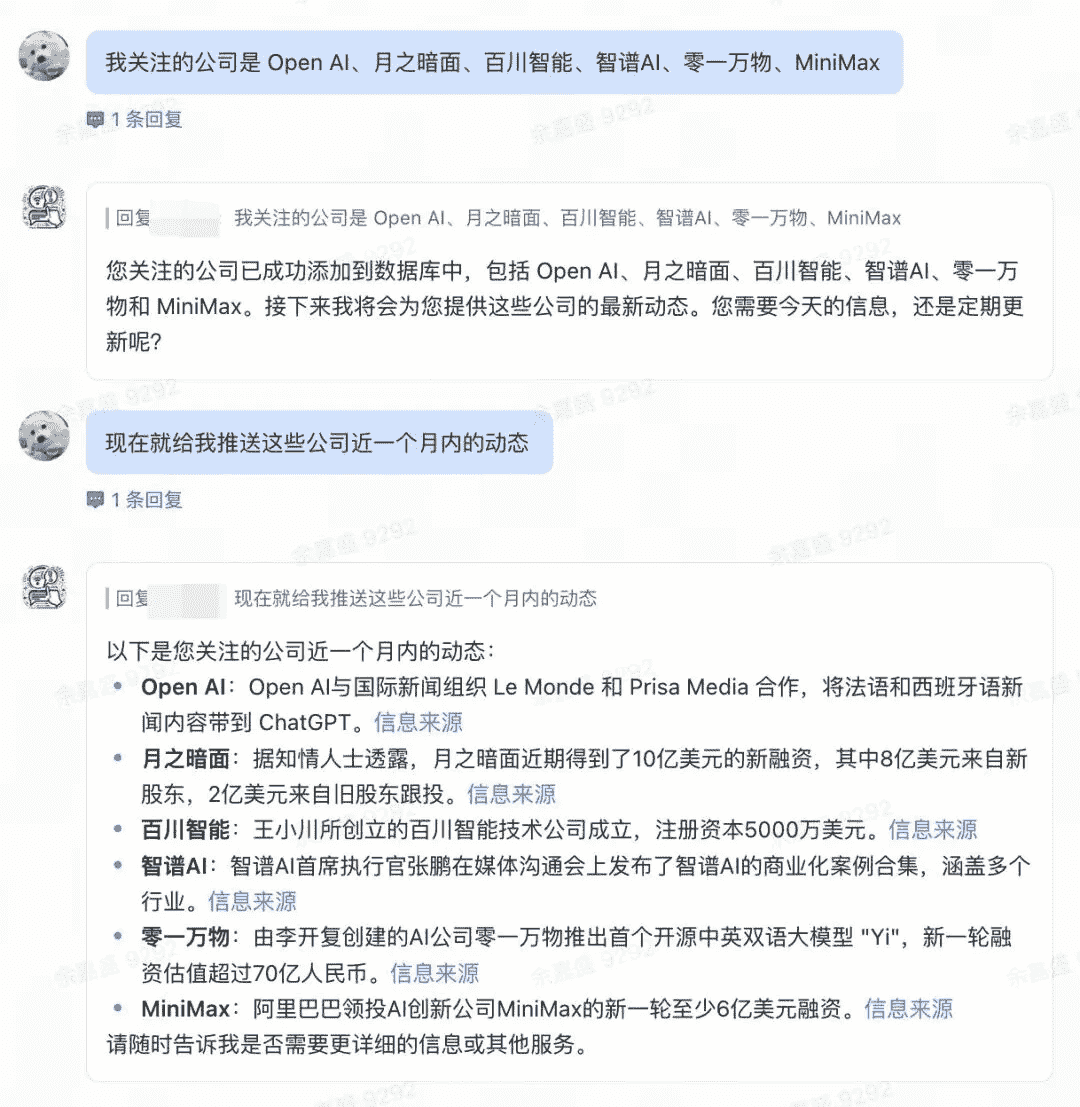 我关注的公司是 Open AI、月之暗面、百川智能、智谱AI、零一万物、MiniMax
1 条回复
回复 我关注的公司是 Open AI、月之暗面、百川智能、智谱AI、零一万物、MiniMax
您关注的公司已成功添加到数据库中，包括 Open AI、月之暗面、百川智能、智谱AI、零一万
物和 MiniMax。接下来我将会为您提供这些公司的最新动态。您需要今天的信息，还是定期更
新呢？
现在就给我推送这些公司近一个月内的动态
1 条回复
回复 现在就给我推送这些公司近一个月内的动态
以下是您关注的公司近一个月内的动态：
• Open AI：Open AI与国际新闻组织 Le Monde 和 Prisa Media 合作，将法语和西班牙语新
闻内容带到 ChatGPT。信息来源
• 月之暗面：据知情人士透露，月之暗面近期得到了10亿美元的新融资，其中8亿美元来自新
股东，2亿美元来自旧股东跟投。信息来源
• 百川智能：王小川所创立的百川智能技术公司成立，注册资本5000万美元。信息来源
• 智谱AI：智谱AI首席执行官张鹏在媒体沟通会上发布了智谱AI的商业化案例合集，涵盖多个
行业。信息来源
• 零一万物：由李开复创建的AI公司零一万物推出首个开源中英双语大模型 "Yi"，新一轮融
资估值超过70亿人民币。信息来源
• MiniMax：阿里巴巴领投AI创新公司MiniMax的新一轮至少6亿美元融资。信息来源
请随时告诉我是否需要更详细的信息或其他服务。
余嘉盛 9292